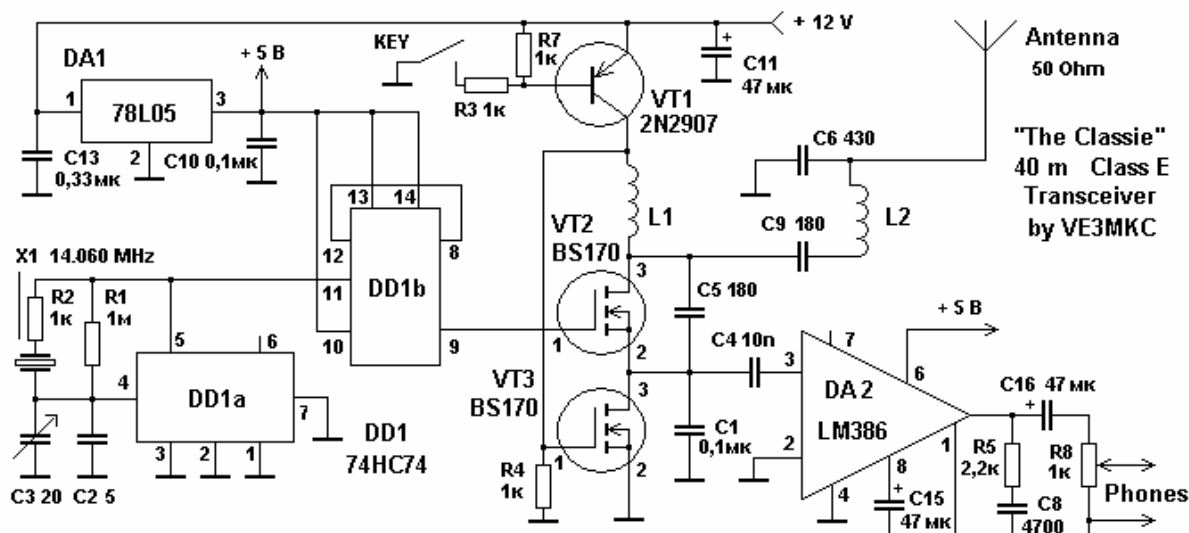 + 12 V
KEY
R7
1к
C11
47 мк
Antenna
50 Ohm
DA1
+ 5 В
1
78L05
3
2
R3 1к
VT1
2N2907
C13
0,33мк
C10 0,1мк
C6 430
"The Classie"
40 m Class E
Transceiver
by VE3MKC
13
14
12
8
L1
L2
VT2
BS170
C9 180
X1 14.060 MHz
R2
1к
R1
1м
DD1b
11
10
9
3
1
2
C5 180
+ 5 В
5
6
4
DD1a
7
3
2
1
DD1
74HC74
VT3
BS170
C4 10n
3
7
6
DA 2
LM386
2
8
1
4
C16 47 мк
3
1
2
C1
0,1мк
R4
1к
R5
2,2к
R8
1к
C3 20
C2 5
C15
47 мк
C8
4700
Phones
+
+
+